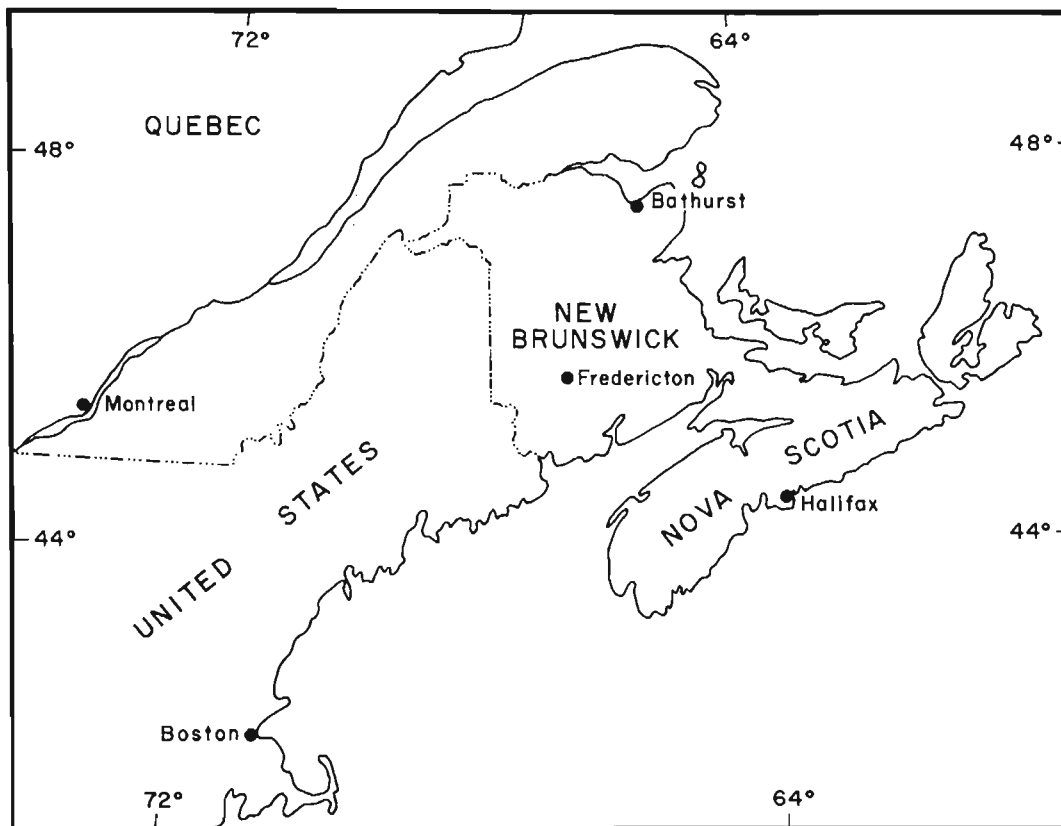 72°
64°
QUEBEC
48°
48°
Bathurst
NEW
BRUNSWICK
Fredericton
Montreal
SCOTIA
NOVA
Halifax
UNITED STATES
44°
44°
Boston
72°
64°